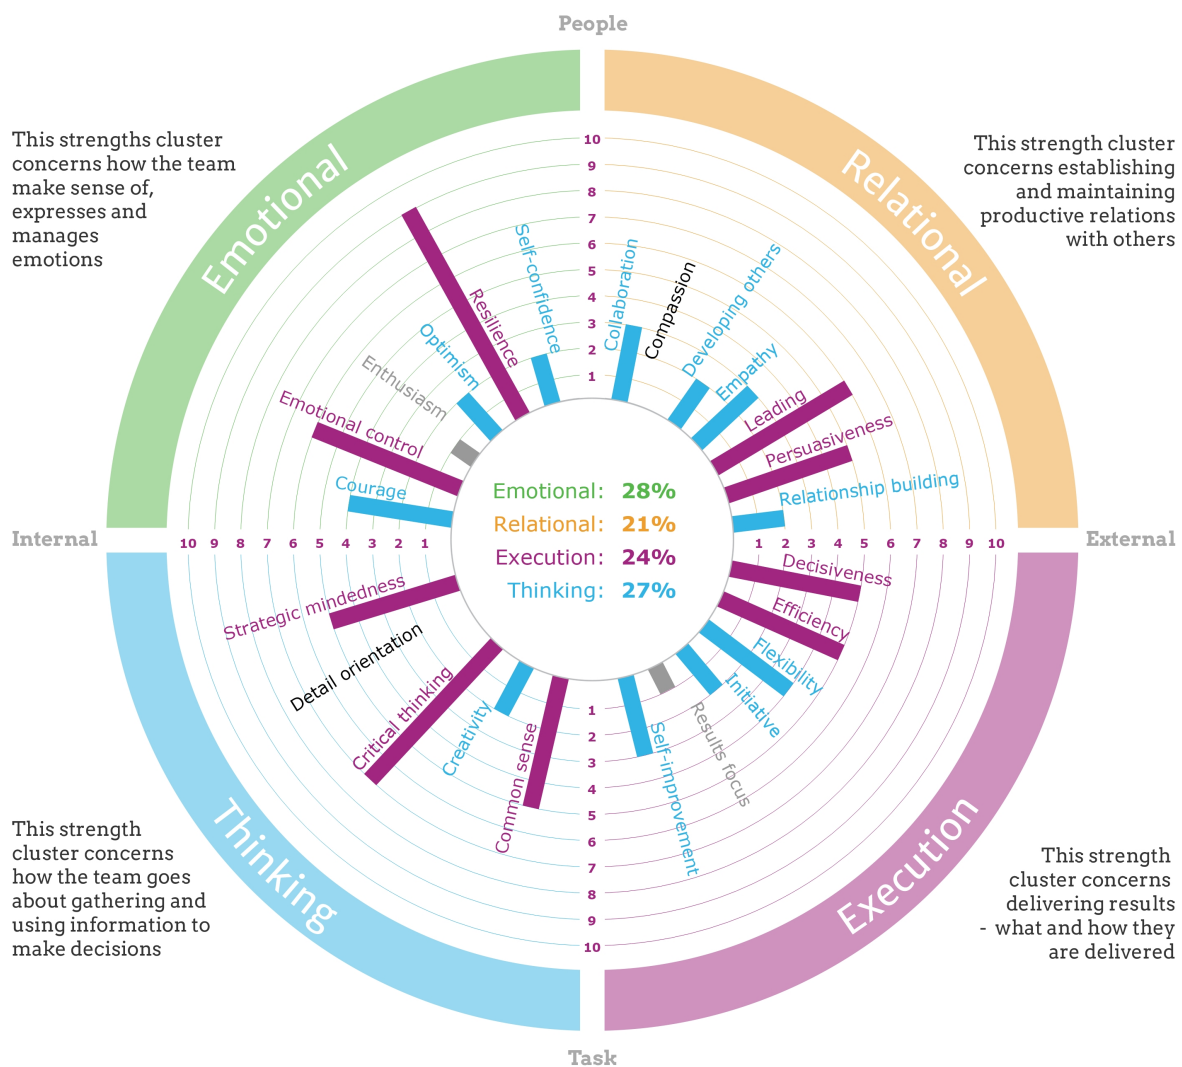 People
Emotional
Relational
This strengths cluster
concerns how the team
make sense of,
expresses and
manages
emotions
This strength cluster
concerns establishing
and maintaining
productive relations
with others
10
9
8
7
6
5
4
3
2
1
Self-confidence
Resilience
Optimism
Enthusiasm
Emotional control
Courage
Collaboration
Compassion
Developing others
Empathy
Leading
Persuasiveness
Relationship building
Emotional: 28%
Relational: 21%
Execution: 24%
Thinking: 27%
Internal
10 9 8 7 6 5 4 3 2 1
1 2 3 4 5 6 7 8 9 10
External
Strategic mindedness
Detail orientation
Critical thinking
Creativity
Common sense
Decisiveness
Efficiency
Flexibility
Initiative
Results focus
Self-improvement
1
2
3
4
5
6
7
8
9
10
Thinking
Execution
This strength
cluster concerns
how the team goes
about gathering and
using information to
make decisions
This strength
cluster concerns
delivering results
- what and how they
are delivered
Task